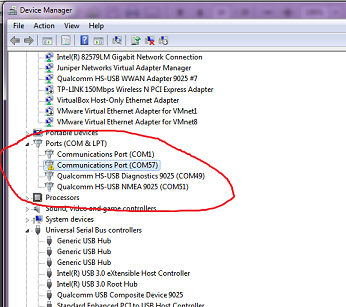 Device Manager
File Action View Help
Intel(R) 82579LM Gigabit Network Connection
Juniper Networks Virtual Adapter Manager
Qualcomm HS-USB WWAN Adapter 9025 #7
TP-LINK 150Mbps Wireless N PCI Express Adapter
VirtualBox Host-Only Ethernet Adapter
VMware Virtual Ethernet Adapter for VMnet1
VMware Virtual Ethernet Adapter for VMnet8
Portable Devices
Ports (COM & LPT)
Communications Port (COM1)
Communications Port (COM57)
Qualcomm HS-USB Diagnostics 9025 (COM49)
Qualcomm HS-USB NMEA 9025 (COM51)
Processors
Sound, video and game controllers
System devices
Universal Serial Bus controllers
Generic USB Hub
Generic USB Hub
Generic USB Hub
Intel(R) USB 3.0 eXtensible Host Controller
Intel(R) USB 3.0 Root Hub
Qualcomm USB Composite Device 9025
Standard Enhanced PCI to USB Host Controller